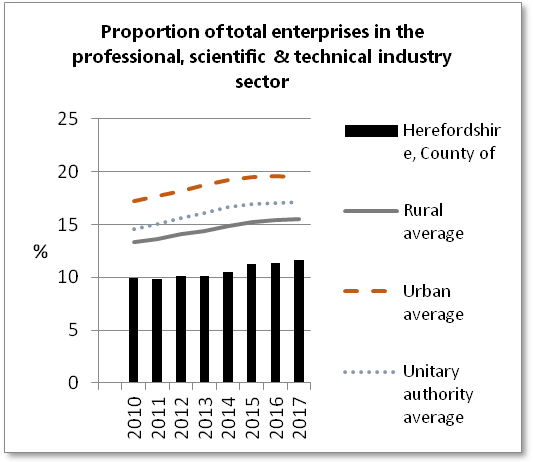 Proportion of total enterprises in the
professional, scientific & technical industry
sector
25
20
15
10
5
0
%
2010
2011
2012
2013
2014
2015
2016
2017
Herefordshir
e, County of
Rural
average
Urban
average
Unitary
authority
average